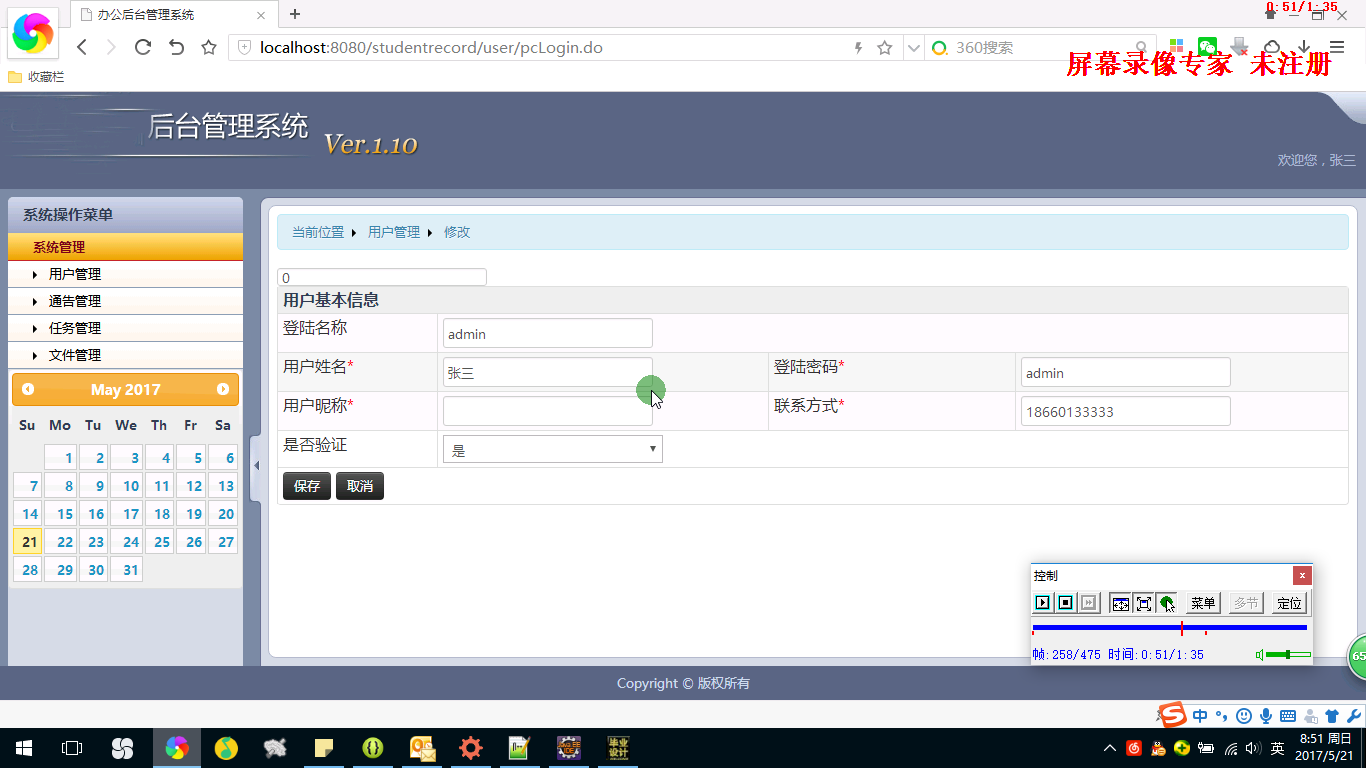 办公后台管理系统
0:51/1:35
localhost:8080/studentrecord/user/pcLogin.do
360搜索
收藏栏
屏幕录像专家 未注册
后台管理系统
Ver.1.10
欢迎您，张三
系统操作菜单
系统管理
用户管理
通告管理
任务管理
文件管理
May 2017
Su Mo Tu We Th Fr Sa
1 2 3 4 5 6
7 8 9 10 11 12 13
14 15 16 17 18 19 20
21 22 23 24 25 26 27
28 29 30 31
当前位置 用户管理 修改
0
用户基本信息
登陆名称 admin
用户姓名* 张三 登陆密码* admin
用户昵称* 联系方式* 18660133333
是否验证 是
保存 取消
控制
菜单 多节 定位
帧:258/475 时间:0:51/1:35
65
Copyright © 版权所有
中
英
8:51 周日
2017/5/21
毕业
设计